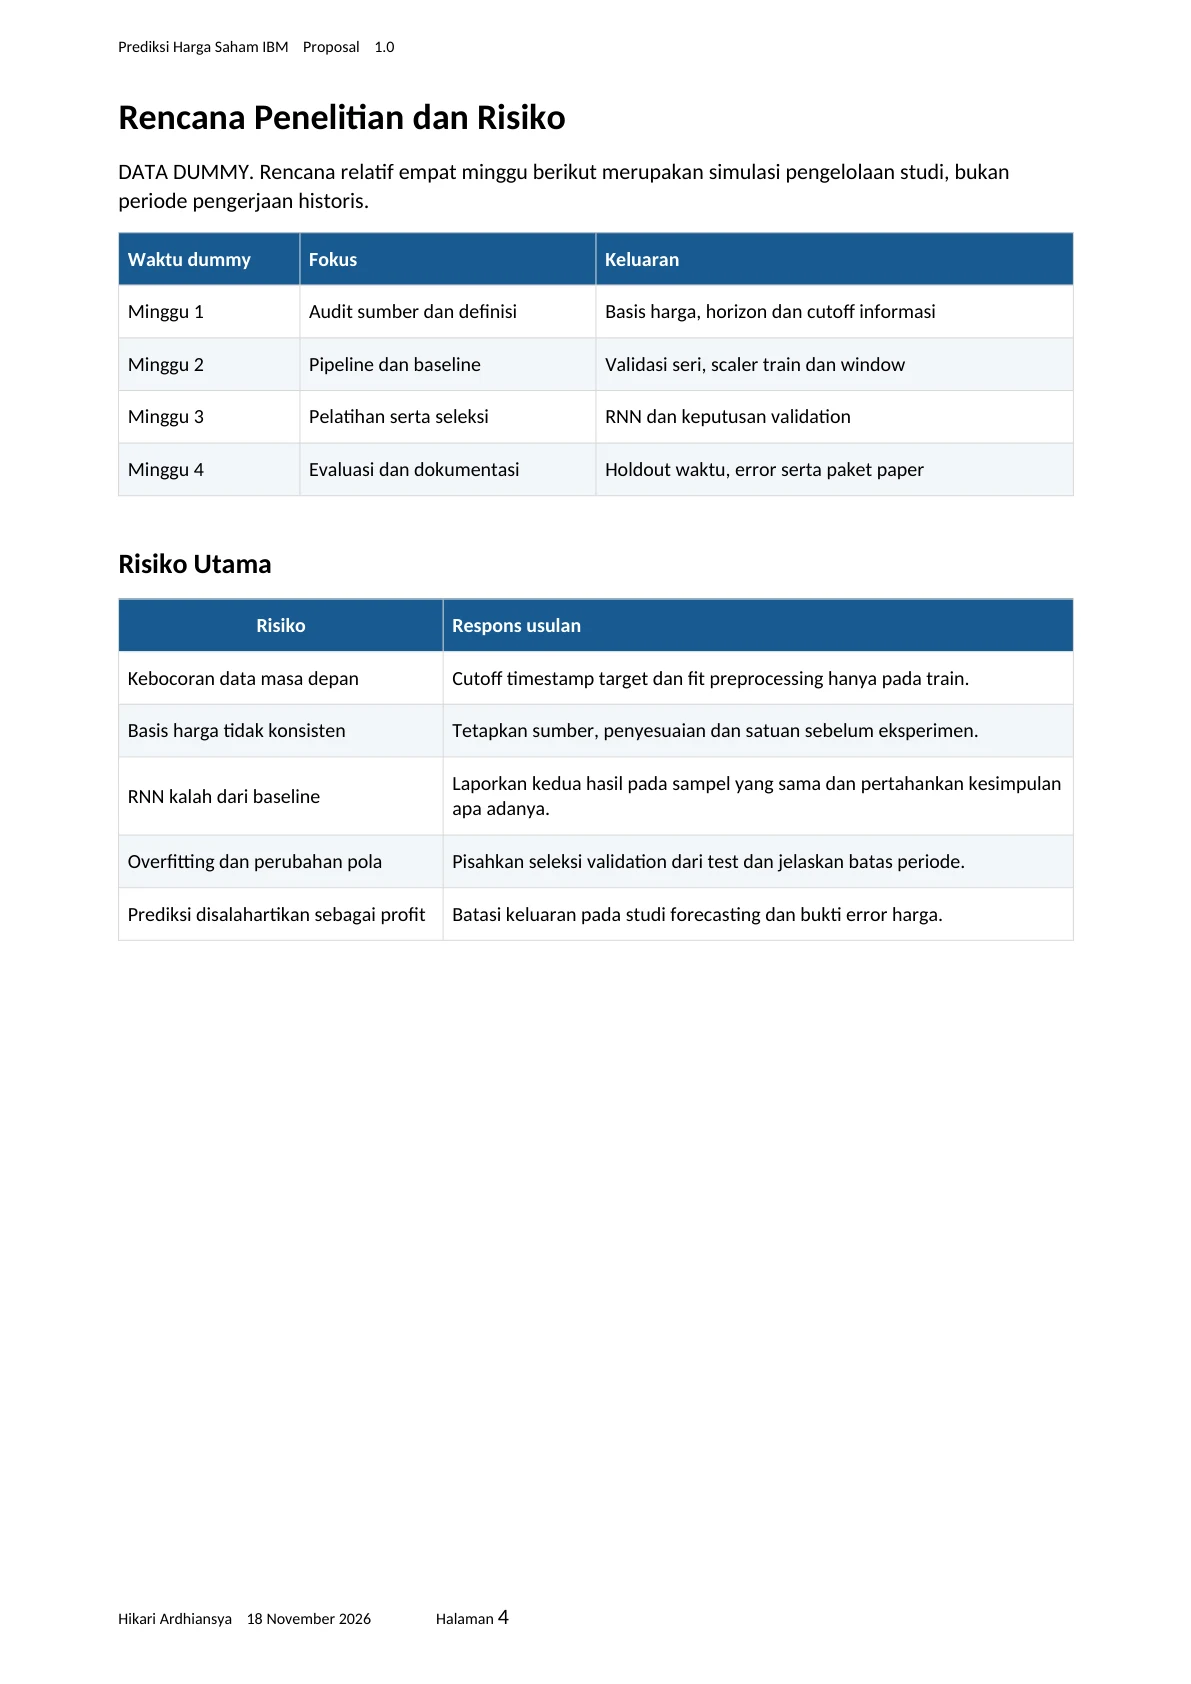 Prediksi Harga Saham IBM Proposal 1.0
Rencana Penelitian dan Risiko
DATA DUMMY. Rencana relatif empat minggu berikut merupakan simulasi pengelolaan studi, bukan
periode pengerjaan historis.
Waktu dummy Fokus Keluaran
Minggu 1 Audit sumber dan definisi Basis harga, horizon dan cutoff informasi
Minggu 2 Pipeline dan baseline Validasi seri, scaler train dan window
Minggu 3 Pelatihan serta seleksi RNN dan keputusan validation
Minggu 4 Evaluasi dan dokumentasi Holdout waktu, error serta paket paper
Risiko Utama
Risiko Respons usulan
Kebocoran data masa depan Cutoff timestamp target dan fit preprocessing hanya pada train.
Basis harga tidak konsisten Tetapkan sumber, penyesuaian dan satuan sebelum eksperimen.
RNN kalah dari baseline Laporkan kedua hasil pada sampel yang sama dan pertahankan kesimpulan
apa adanya.
Overfitting dan perubahan pola Pisahkan seleksi validation dari test dan jelaskan batas periode.
Prediksi disalahartikan sebagai profit Batasi keluaran pada studi forecasting dan bukti error harga.
Hikari Ardhiansya 18 November 2026 Halaman 4